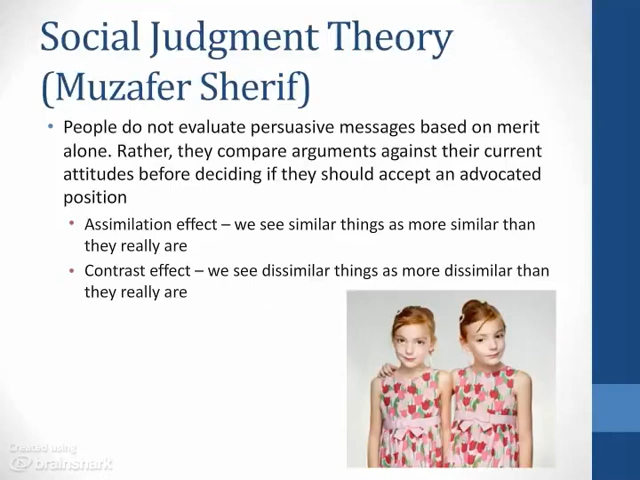 Social Judgment Theory
(Muzafer Sherif)
• People do not evaluate persuasive messages based on merit
alone. Rather, they compare arguments against their current
attitudes before deciding if they should accept an advocated
position
• Assimilation effect – we see similar things as more similar than
they really are
• Contrast effect – we see dissimilar things as more dissimilar than
they really are
Created using
brainshark